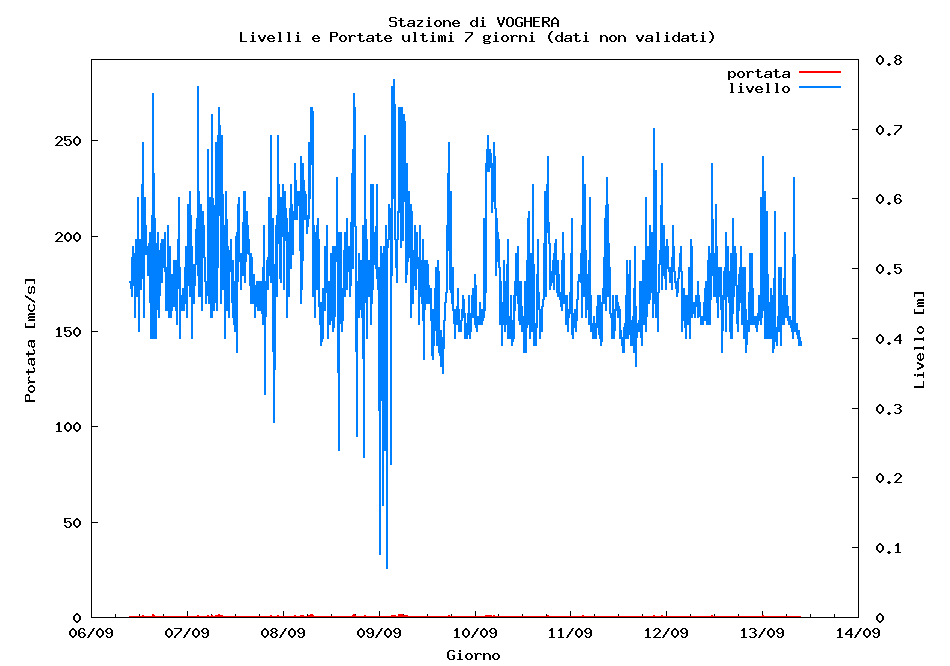 Stazione di VOGHERA
Livelli e Portate ultimi 7 giorni (dati non validati)
portata
livello
0.8
0.7
0.6
0.5
0.4
0.3
0.2
0.1
0
250
200
150
100
50
0
Portata [mc/s]
Livello [m]
06/09 07/09 08/09 09/09 10/09 11/09 12/09 13/09 14/09
Giorno